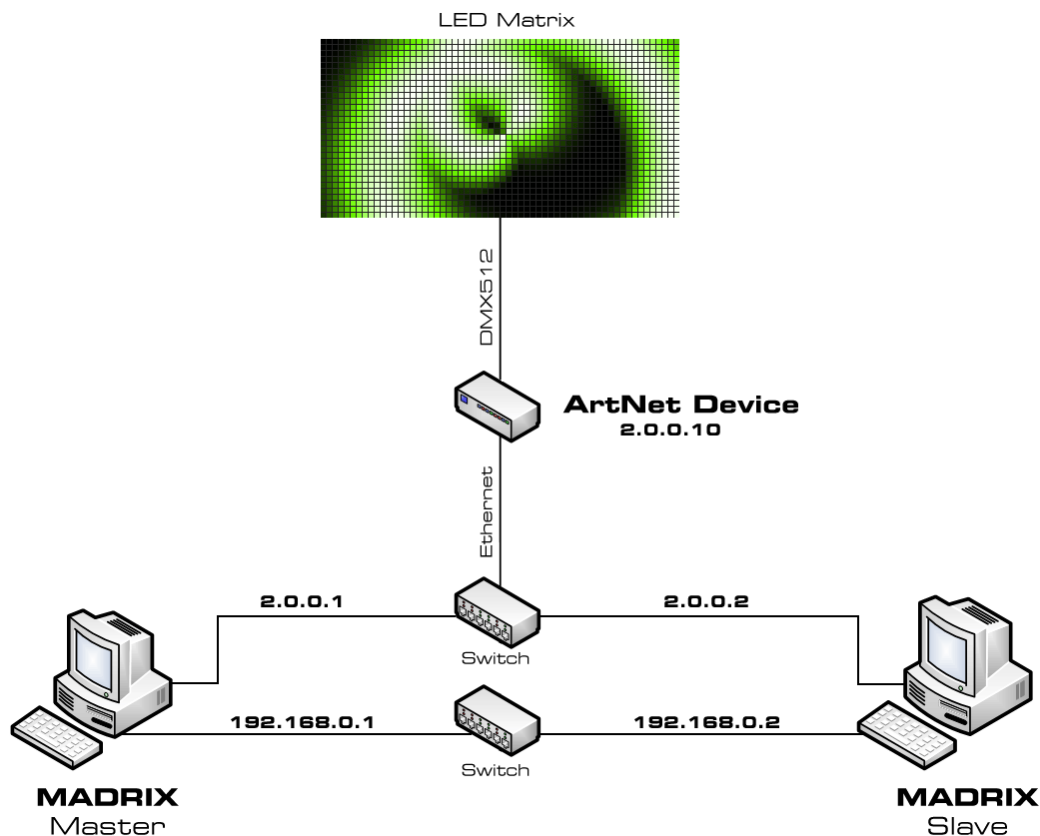 LED Matrix
DMX512
ArtNet Device
2.0.0.10
Ethernet
2.0.0.1
2.0.0.2
Switch
192.168.0.1
192.168.0.2
Switch
MADRIX
Master
MADRIX
Slave